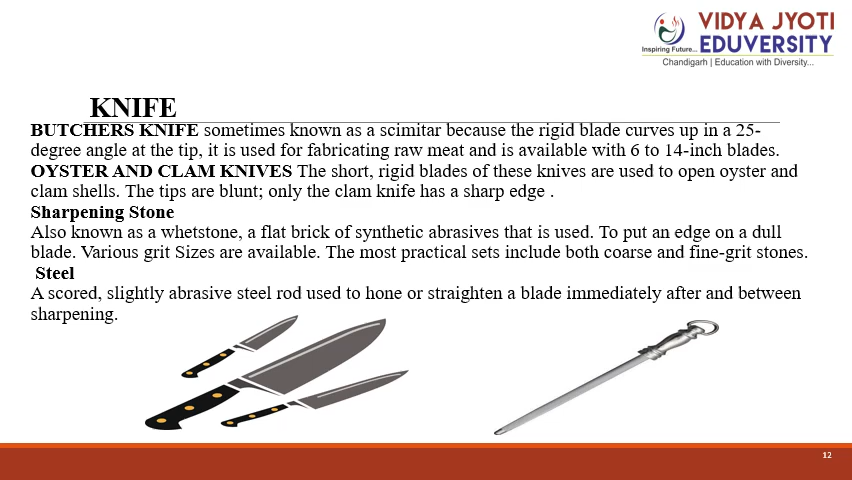 VIDYA JYOTI
EDUVERSITY
Inspiring Future...
Chandigarh | Education with Diversity...
KNIFE
BUTCHERS KNIFE sometimes known as a scimitar because the rigid blade curves up in a 25-
degree angle at the tip, it is used for fabricating raw meat and is available with 6 to 14-inch blades.
OYSTER AND CLAM KNIVES The short, rigid blades of these knives are used to open oyster and
clam shells. The tips are blunt; only the clam knife has a sharp edge .
Sharpening Stone
Also known as a whetstone, a flat brick of synthetic abrasives that is used. To put an edge on a dull
blade. Various grit Sizes are available. The most practical sets include both coarse and fine-grit stones.
Steel
A scored, slightly abrasive steel rod used to hone or straighten a blade immediately after and between
sharpening.
12